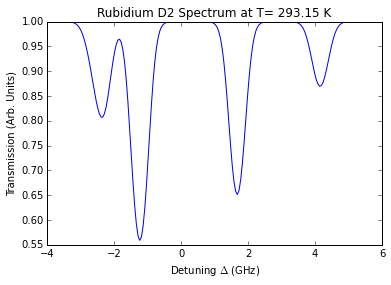 Rubidium D2 Spectrum at T= 293.15 K
1.00
0.95
0.90
0.85
0.80
0.75
0.70
0.65
0.60
0.55
Transmission (Arb. Units)
−4 −2 0 2 4 6
Detuning Δ (GHz)